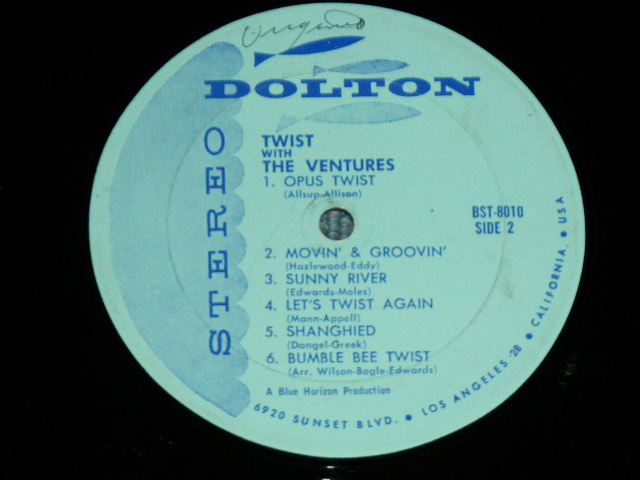 Original
DOLTON
STEREO
TWIST
WITH
THE VENTURES
1. OPUS TWIST
(Allsup-Allison)
BST-8010
SIDE 2
2. MOVIN' & GROOVIN'
(Hazlewood-Eddy)
3. SUNNY RIVER
(Edwards-Moles)
4. LET'S TWIST AGAIN
(Mann-Appell)
5. SHANGHIED
(Dangel-Greek)
6. BUMBLE BEE TWIST
(Arr. Wilson-Bogle-Edwards)
A Blue Horizon Production
6920 SUNSET BLVD. • LOS ANGELES 28 • CALIFORNIA, • USA